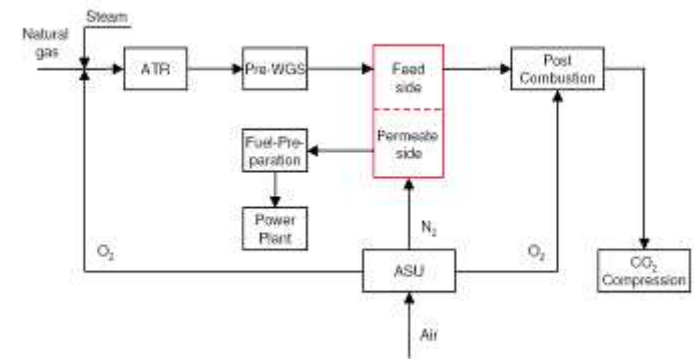 Steam
Natural
gas
ATR
Pre-WGS
Feed
side
Post
Combustion
Permeate
side
Fuel-Pre-
paration
Power
Plant
N2
O2
O2
ASU
CO2
Compression
Air